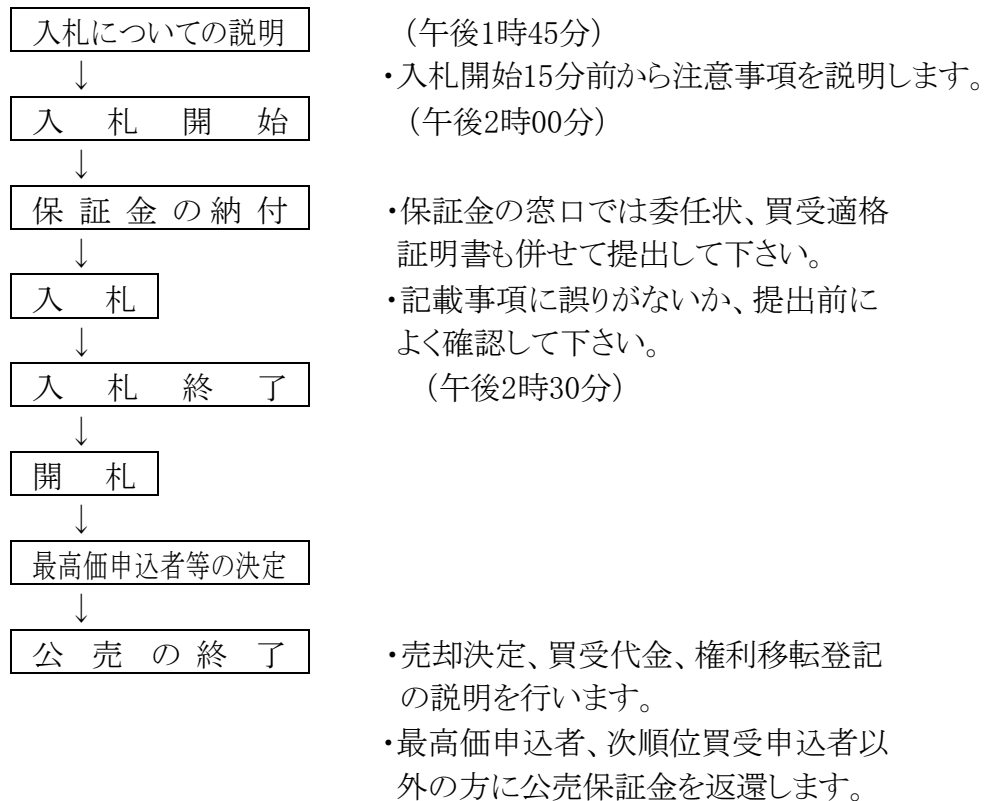 入札についての説明 （午後1時45分）
↓ ・入札開始15分前から注意事項を説明します。
入札開始 （午後2時00分）
↓
保証金の納付 ・保証金の窓口では委任状、買受適格
↓ 証明書も併せて提出して下さい。
入札 ・記載事項に誤りがないか、提出前に
↓ よく確認して下さい。
入札終了 （午後2時30分）
↓
開札
↓
最高価申込者等の決定
↓
公売の終了 ・売却決定、買受代金、権利移転登記
の説明を行います。
・最高価申込者、次順位買受申込者以
外の方に公売保証金を返還します。